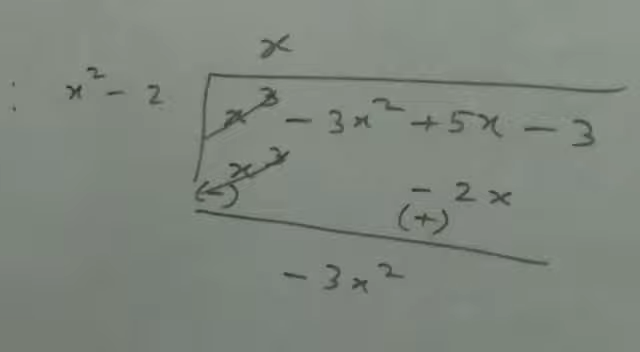 x
: x² - 2
x³ - 3x² + 5x - 3
x³ - 2x
(-) (+)
- 3x²